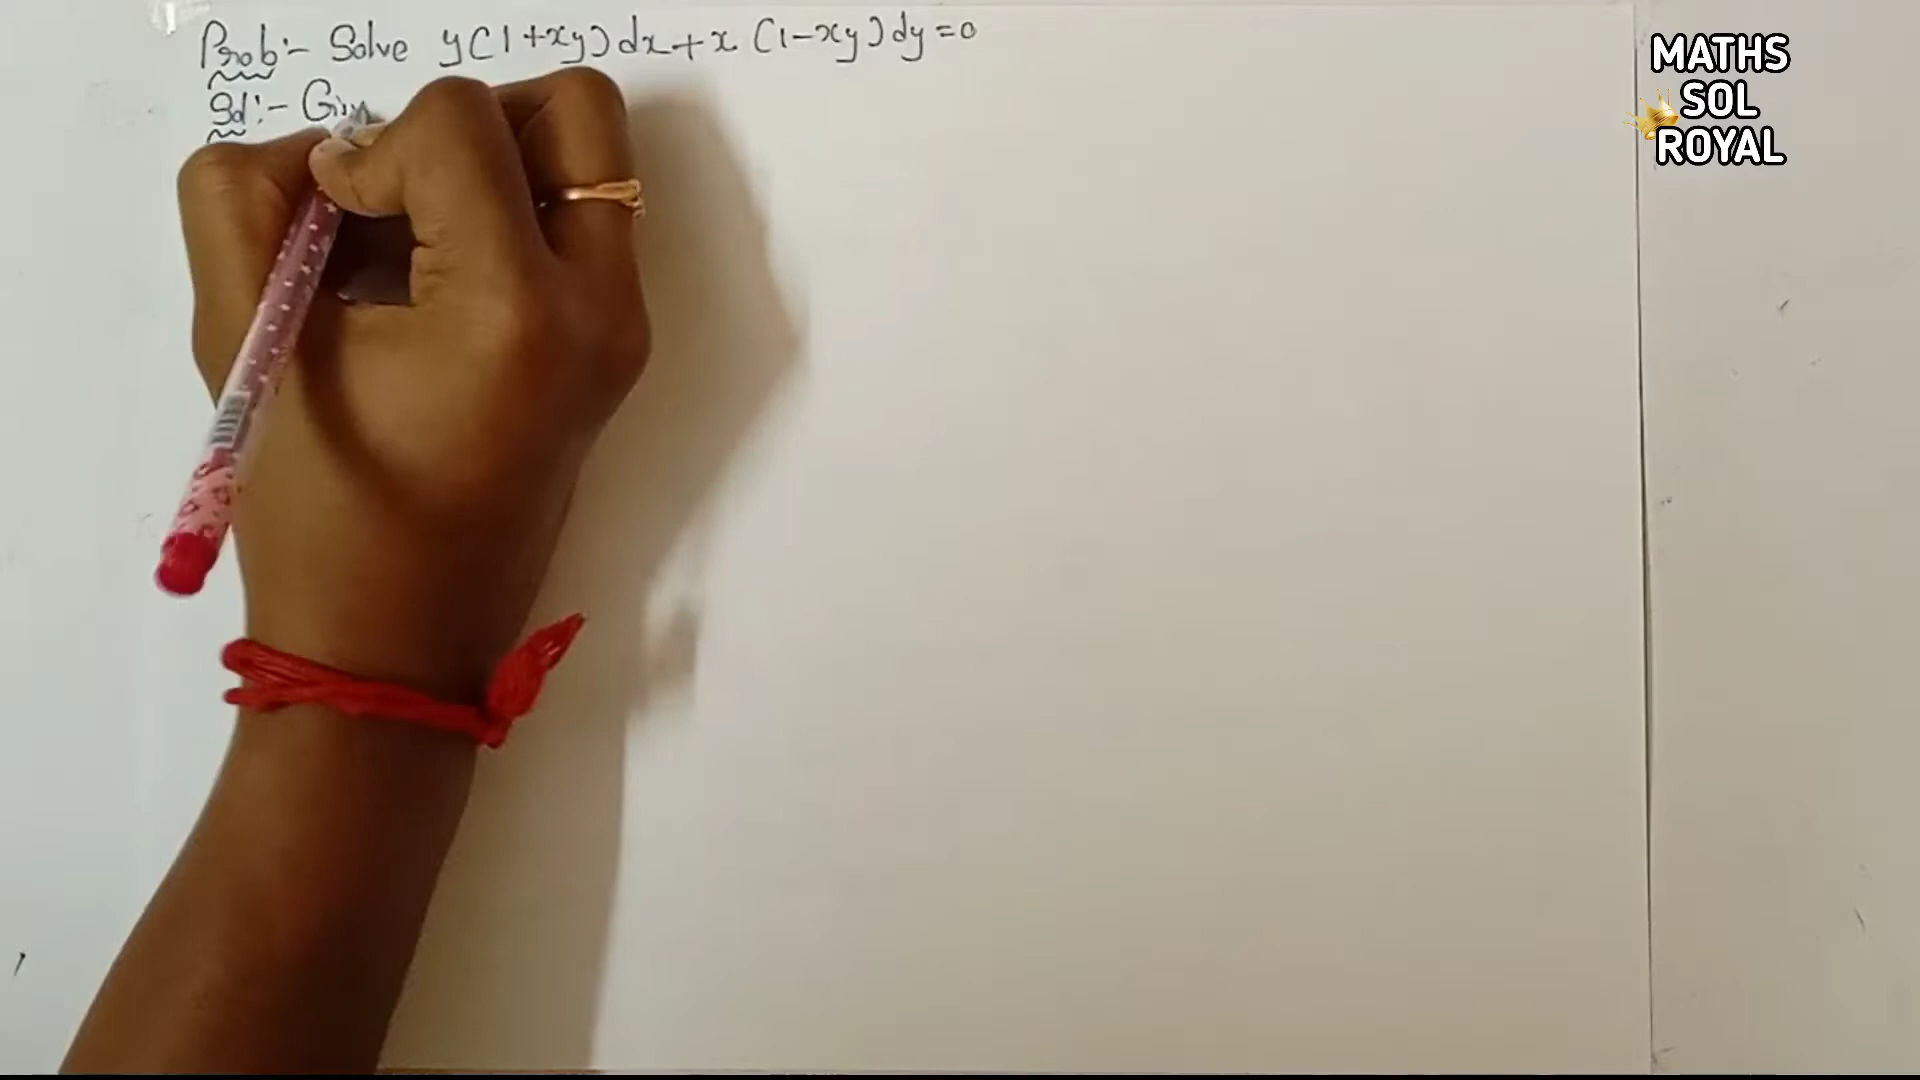 Prob:- Solve y(1+xy)dx+x(1-xy)dy=0
Sol:- Giv
MATHS
SOL
ROYAL